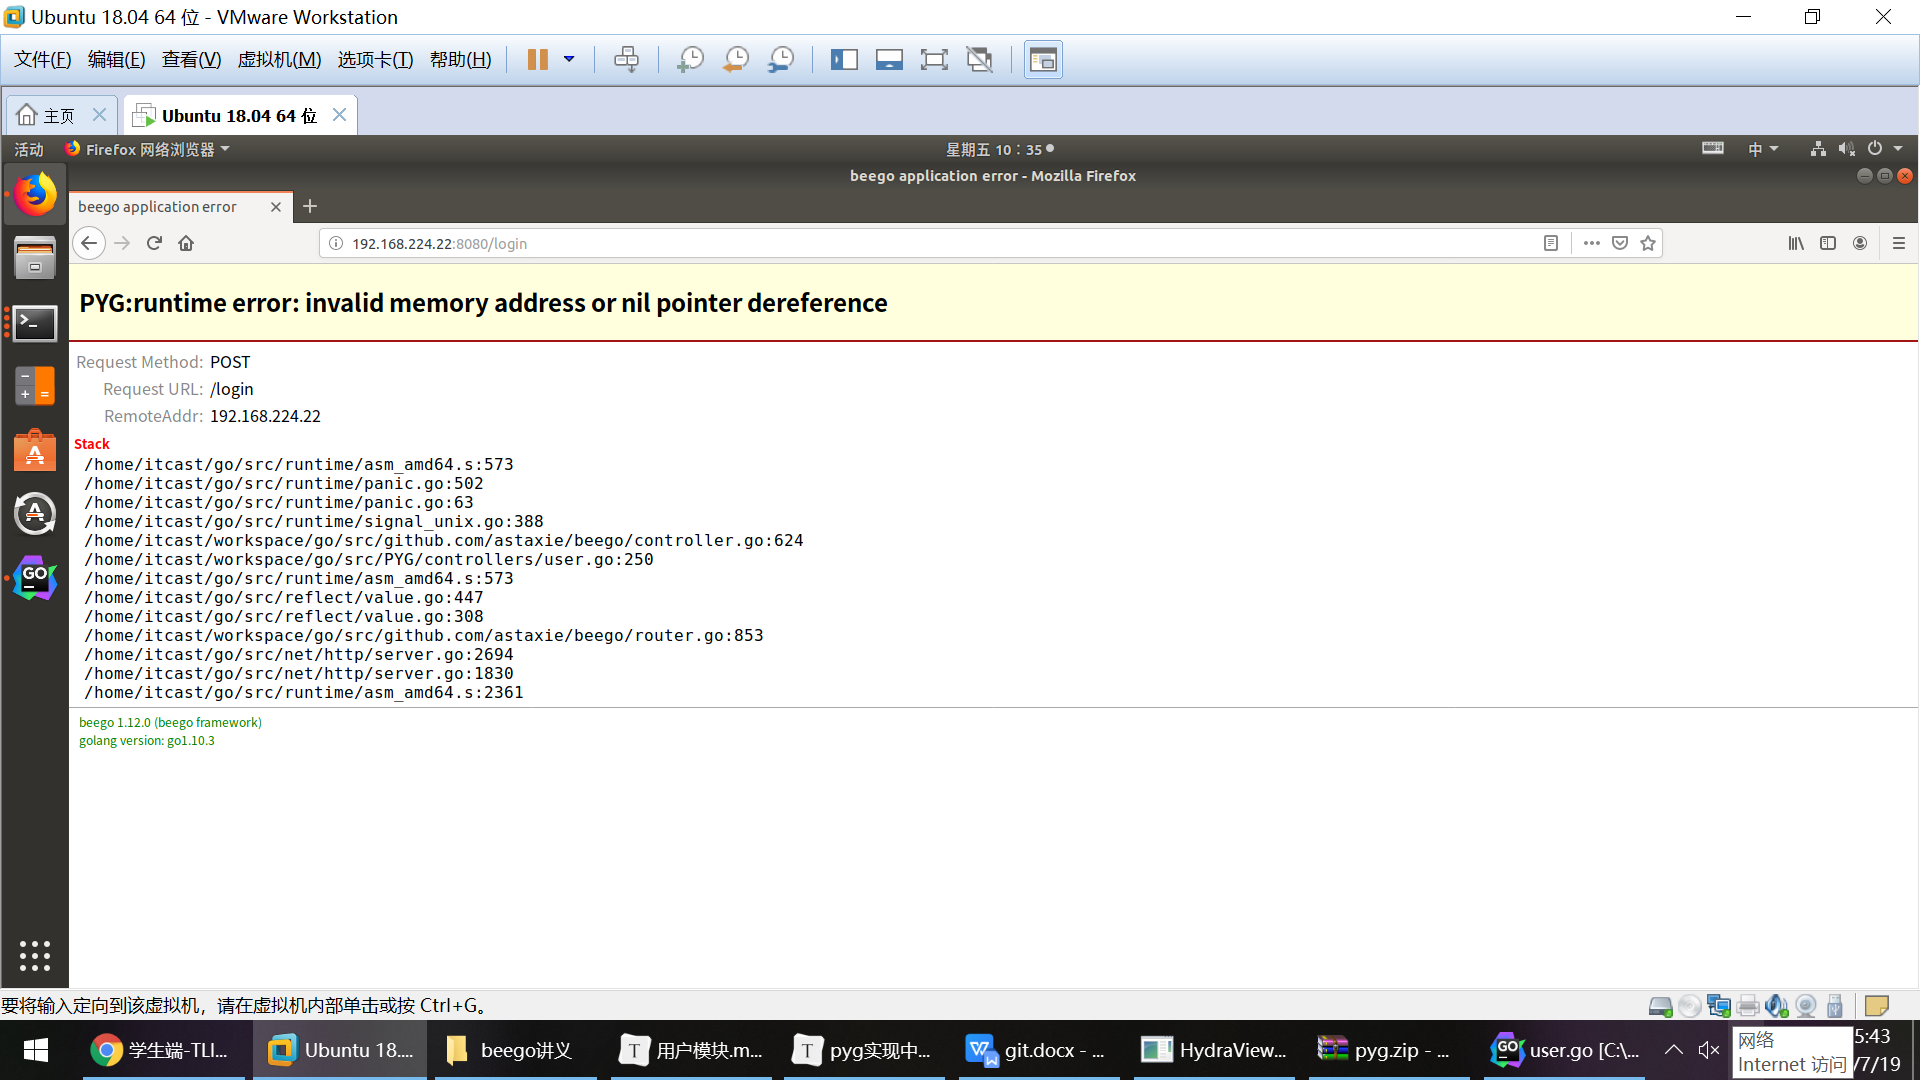 Ubuntu 18.04 64 位 - VMware Workstation
文件(F) 编辑(E) 查看(V) 虚拟机(M) 选项卡(T) 帮助(H)
主页 Ubuntu 18.04 64 位
活动 Firefox 网络浏览器 星期五 10：35 中
beego application error - Mozilla Firefox
beego application error
192.168.224.22:8080/login
PYG:runtime error: invalid memory address or nil pointer dereference
Request Method: POST
Request URL: /login
RemoteAddr: 192.168.224.22
Stack
/home/itcast/go/src/runtime/asm_amd64.s:573
/home/itcast/go/src/runtime/panic.go:502
/home/itcast/go/src/runtime/panic.go:63
/home/itcast/go/src/runtime/signal_unix.go:388
/home/itcast/workspace/go/src/github.com/astaxie/beego/controller.go:624
/home/itcast/workspace/go/src/PYG/controllers/user.go:250
/home/itcast/go/src/runtime/asm_amd64.s:573
/home/itcast/go/src/reflect/value.go:447
/home/itcast/go/src/reflect/value.go:308
/home/itcast/workspace/go/src/github.com/astaxie/beego/router.go:853
/home/itcast/go/src/net/http/server.go:2694
/home/itcast/go/src/net/http/server.go:1830
/home/itcast/go/src/runtime/asm_amd64.s:2361
beego 1.12.0 (beego framework)
golang version: go1.10.3
要将输入定向到该虚拟机，请在虚拟机内部单击或按 Ctrl+G。
学生端-TLI... Ubuntu 18.... beego讲义 用户模块.m... pyg实现中... git.docx - ... HydraView... pyg.zip - ... user.go [C:\...
网络 5:43
Internet 访问 /7/19